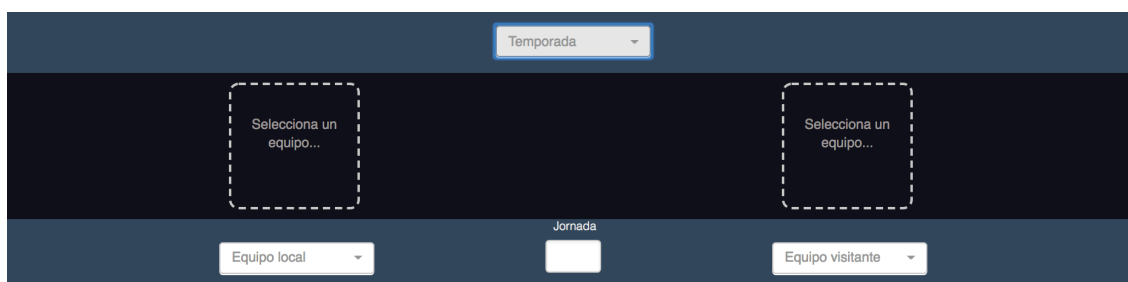 Temporada
Selecciona un
equipo...
Selecciona un
equipo...
Jornada
Equipo local
Equipo visitante